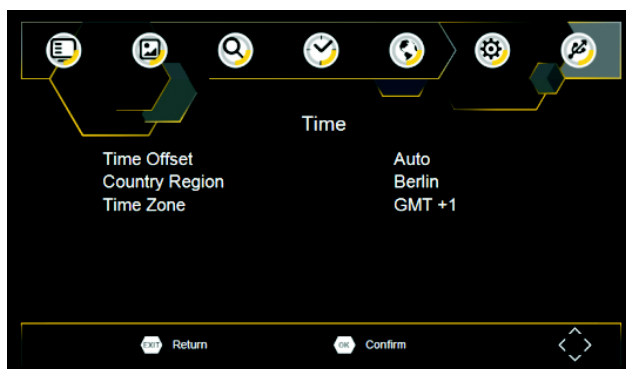 Time
Time Offset Auto
Country Region Berlin
Time Zone GMT +1
EXIT Return OK Confirm